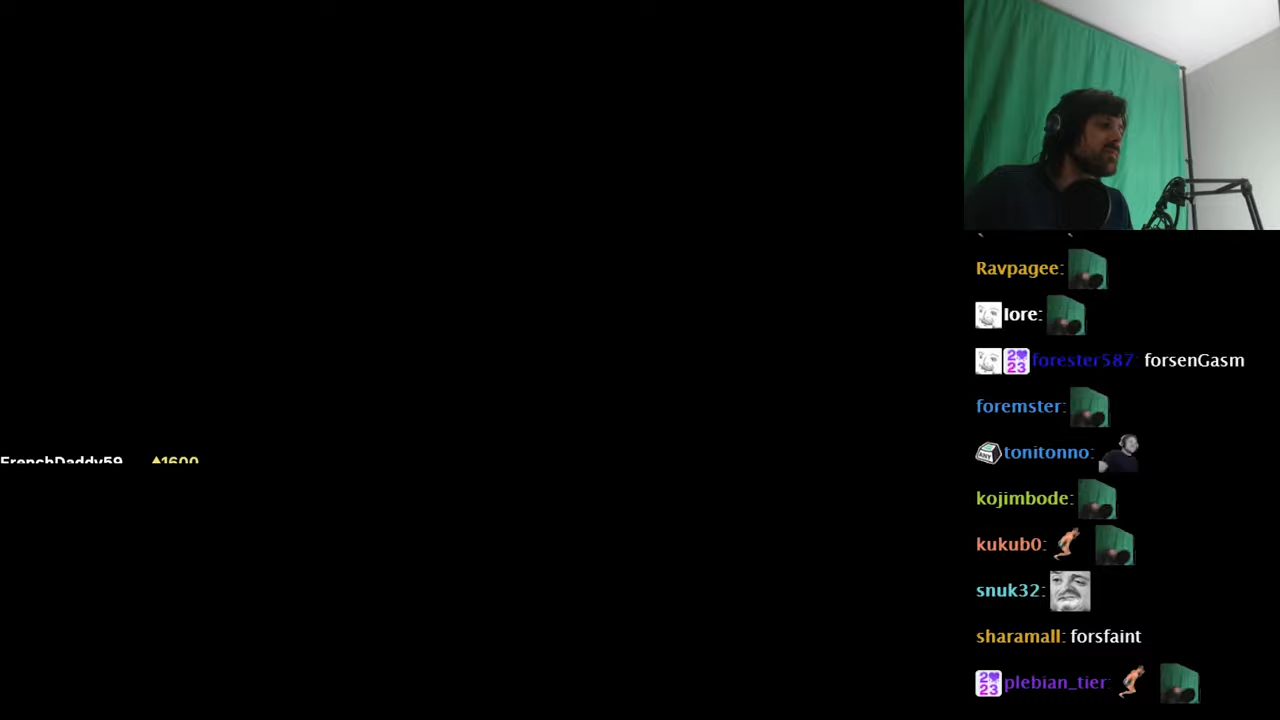 Ravpagee:
lore:
forester587: forsenGasm
foremster:
FrenchDaddy59 ▲1600
tonitonno:
kojimbode:
kukub0:
snuk32:
sharamall: forsfaint
plebian_tier: